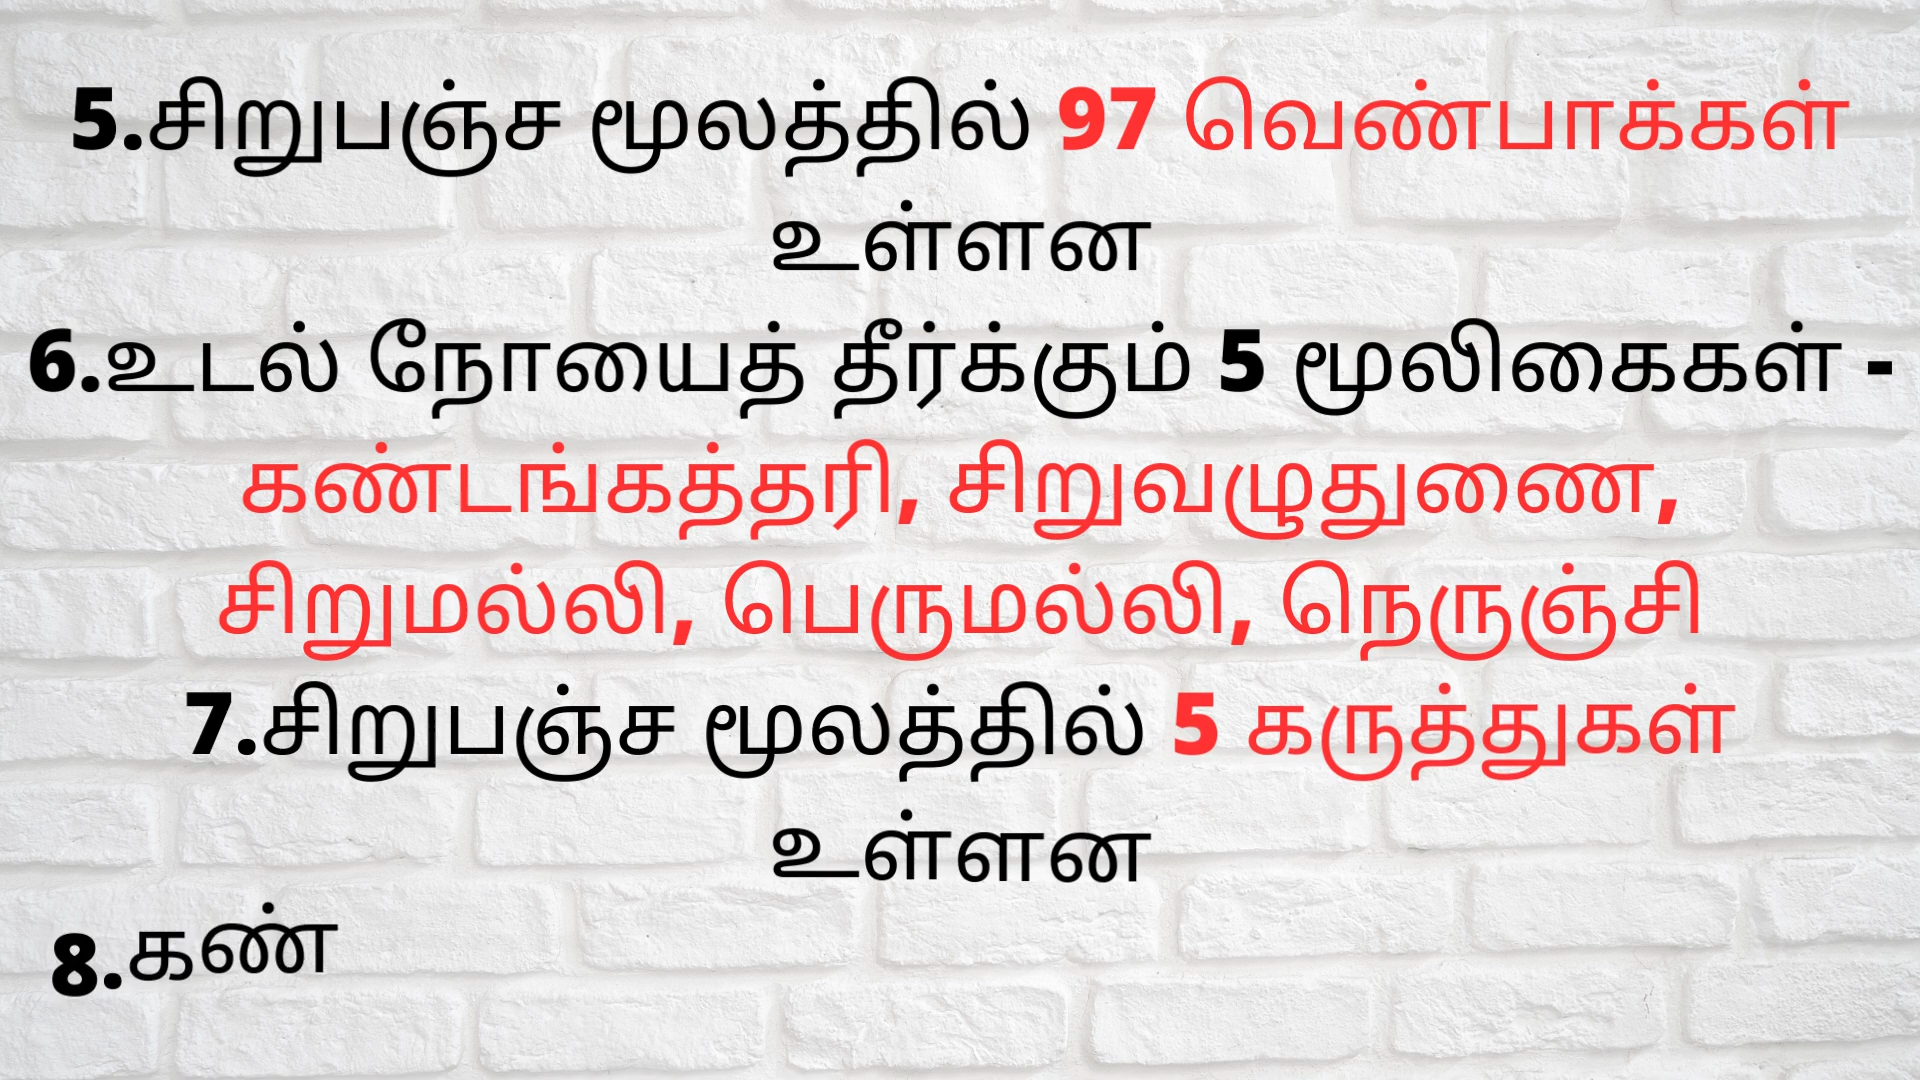 5.சிறுபஞ்ச மூலத்தில் 97 வெண்பாக்கள்
உள்ளன
6.உடல் நோயைத் தீர்க்கும் 5 மூலிகைகள் -
கண்டங்கத்தரி, சிறுவழுதுணை,
சிறுமல்லி, பெருமல்லி, நெருஞ்சி
7.சிறுபஞ்ச மூலத்தில் 5 கருத்துகள்
உள்ளன
8.கண்